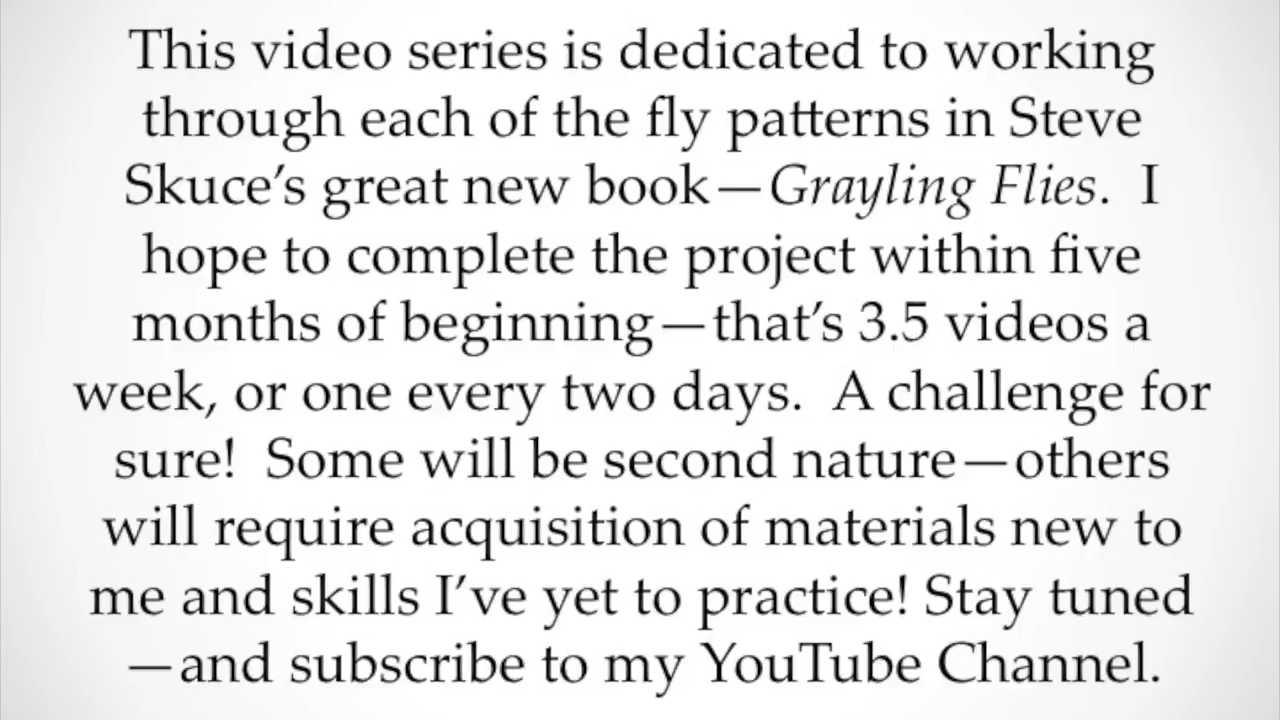 This video series is dedicated to working
through each of the fly patterns in Steve
Skuce’s great new book—Grayling Flies.  I
hope to complete the project within five
months of beginning—that’s 3.5 videos a
week, or one every two days.  A challenge for
sure!  Some will be second nature—others
will require acquisition of materials new to
me and skills I’ve yet to practice! Stay tuned
—and subscribe to my YouTube Channel.